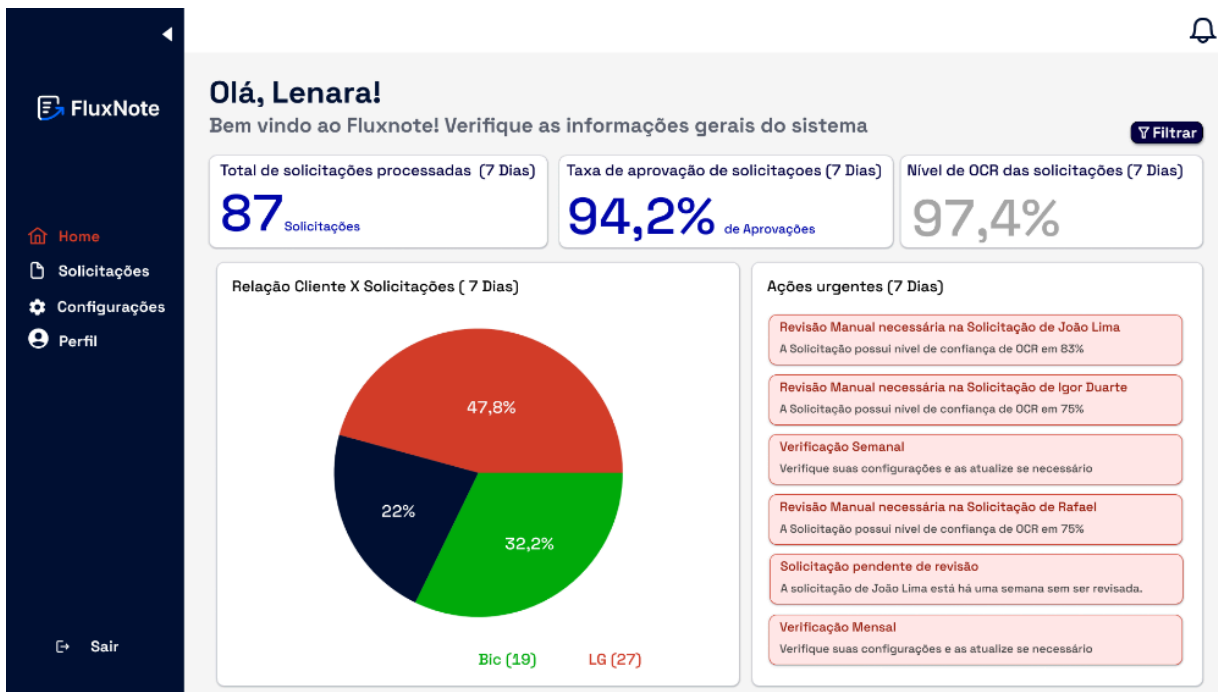 FluxNote
Home
Solicitações
Configurações
Perfil
Sair
Olá, Lenara!
Bem vindo ao Fluxnote! Verifique as informações gerais do sistema
Filtrar
Total de solicitações processadas (7 Dias)
87 Solicitações
Taxa de aprovação de solicitaçoes (7 Dias)
94,2% de Aprovações
Nível de OCR das solicitações (7 Dias)
97,4%
Relação Cliente X Solicitações ( 7 Dias)
47,8%
22%
32,2%
Bic (19)
LG (27)
Ações urgentes (7 Dias)
Revisão Manual necessária na Solicitação de João Lima
A Solicitação possui nivel de confiança de OCR em 83%
Revisão Manual necessária na Solicitação de Igor Duarte
A Solicitação possui nivel de confiança de OCR em 75%
Verificação Semanal
Verifique suas configurações e as atualize se necessário
Revisão Manual necessária na Solicitação de Rafael
A Solicitação possui nivel de confiança de OCR em 75%
Solicitação pendente de revisão
A solicitação de João Lima está há uma semana sem ser revisada.
Verificação Mensal
Verifique suas configurações e as atualize se necessário